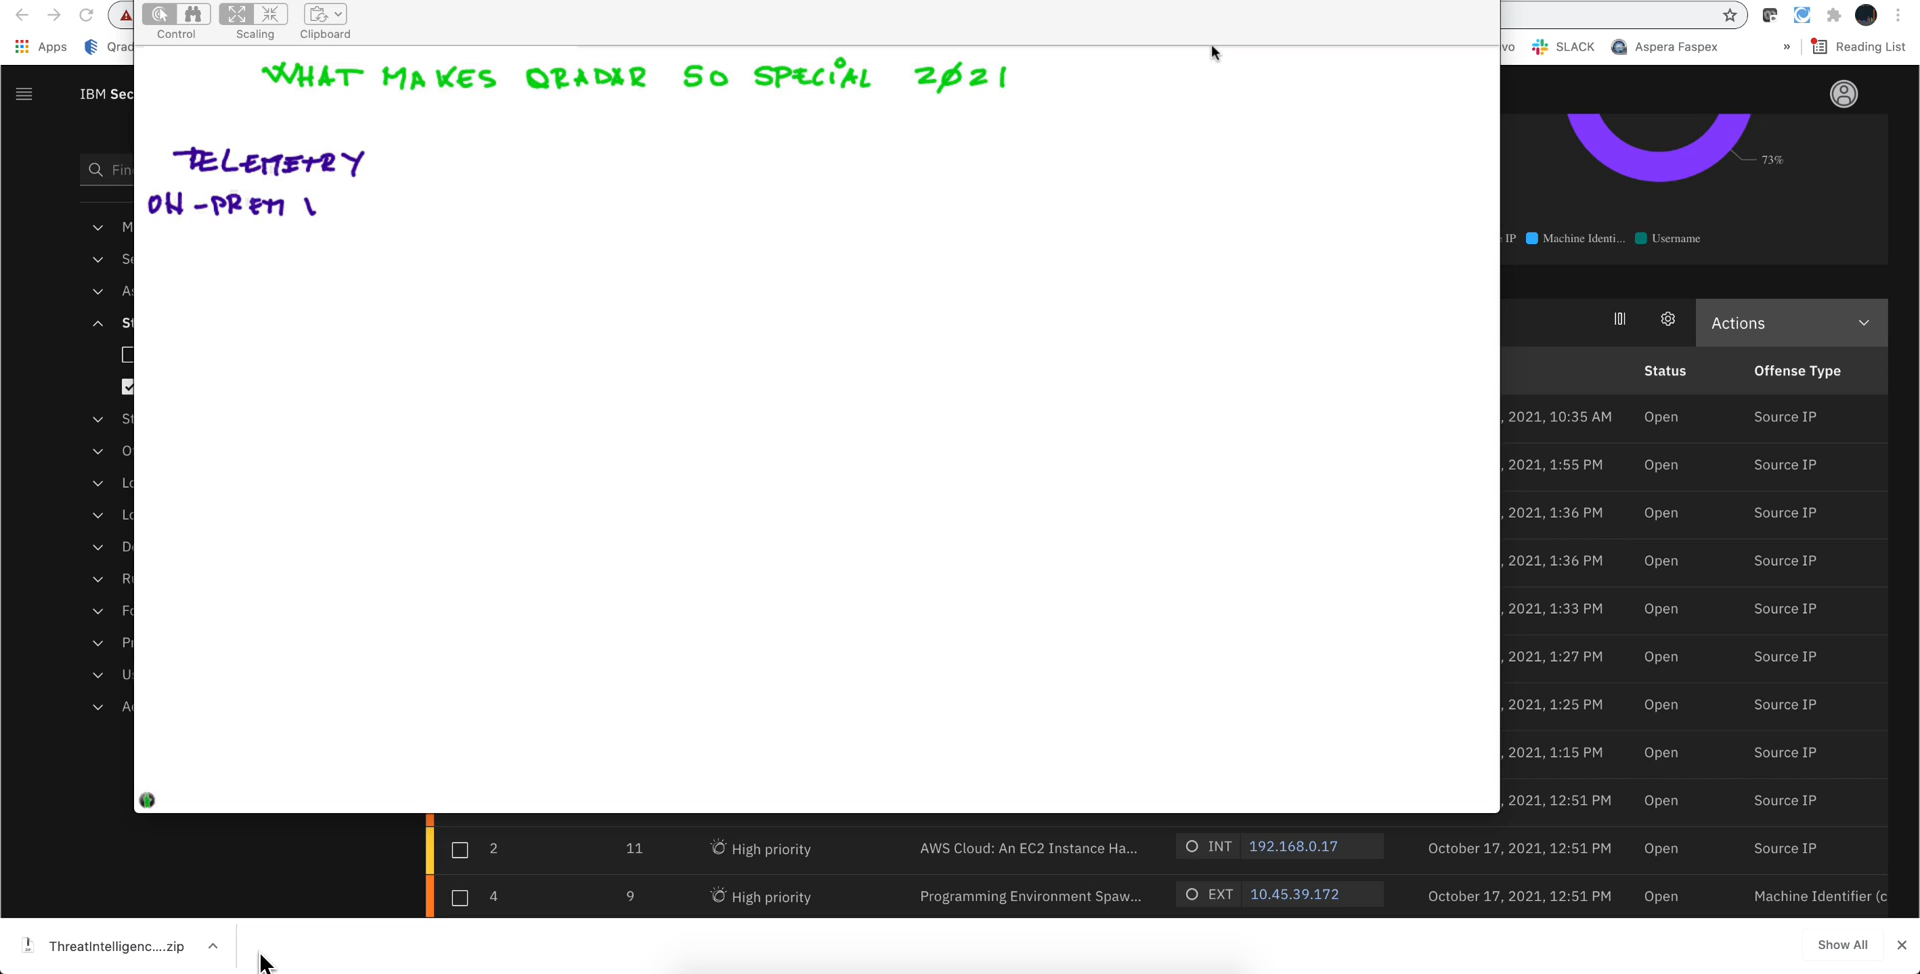 Control Scaling Clipboard
Apps
SLACK Aspera Faspex » Reading List
WHAT MAKES QRADAR SO SPECIAL 2021
IBM
73%
TELEMETRY
ON-PREM \
IP Machine Identi... Username
Actions
Status Offense Type
, 2021, 10:35 AM Open Source IP
, 2021, 1:55 PM Open Source IP
, 2021, 1:36 PM Open Source IP
, 2021, 1:36 PM Open Source IP
, 2021, 1:33 PM Open Source IP
, 2021, 1:27 PM Open Source IP
, 2021, 1:25 PM Open Source IP
, 2021, 1:15 PM Open Source IP
, 2021, 12:51 PM Open Source IP
2 11 High priority AWS Cloud: An EC2 Instance Ha... INT 192.168.0.17 October 17, 2021, 12:51 PM Open Source IP
4 9 High priority Programming Environment Spaw... EXT 10.45.39.172 October 17, 2021, 12:51 PM Open Machine Identifier (c
ThreatIntelligenc....zip Show All